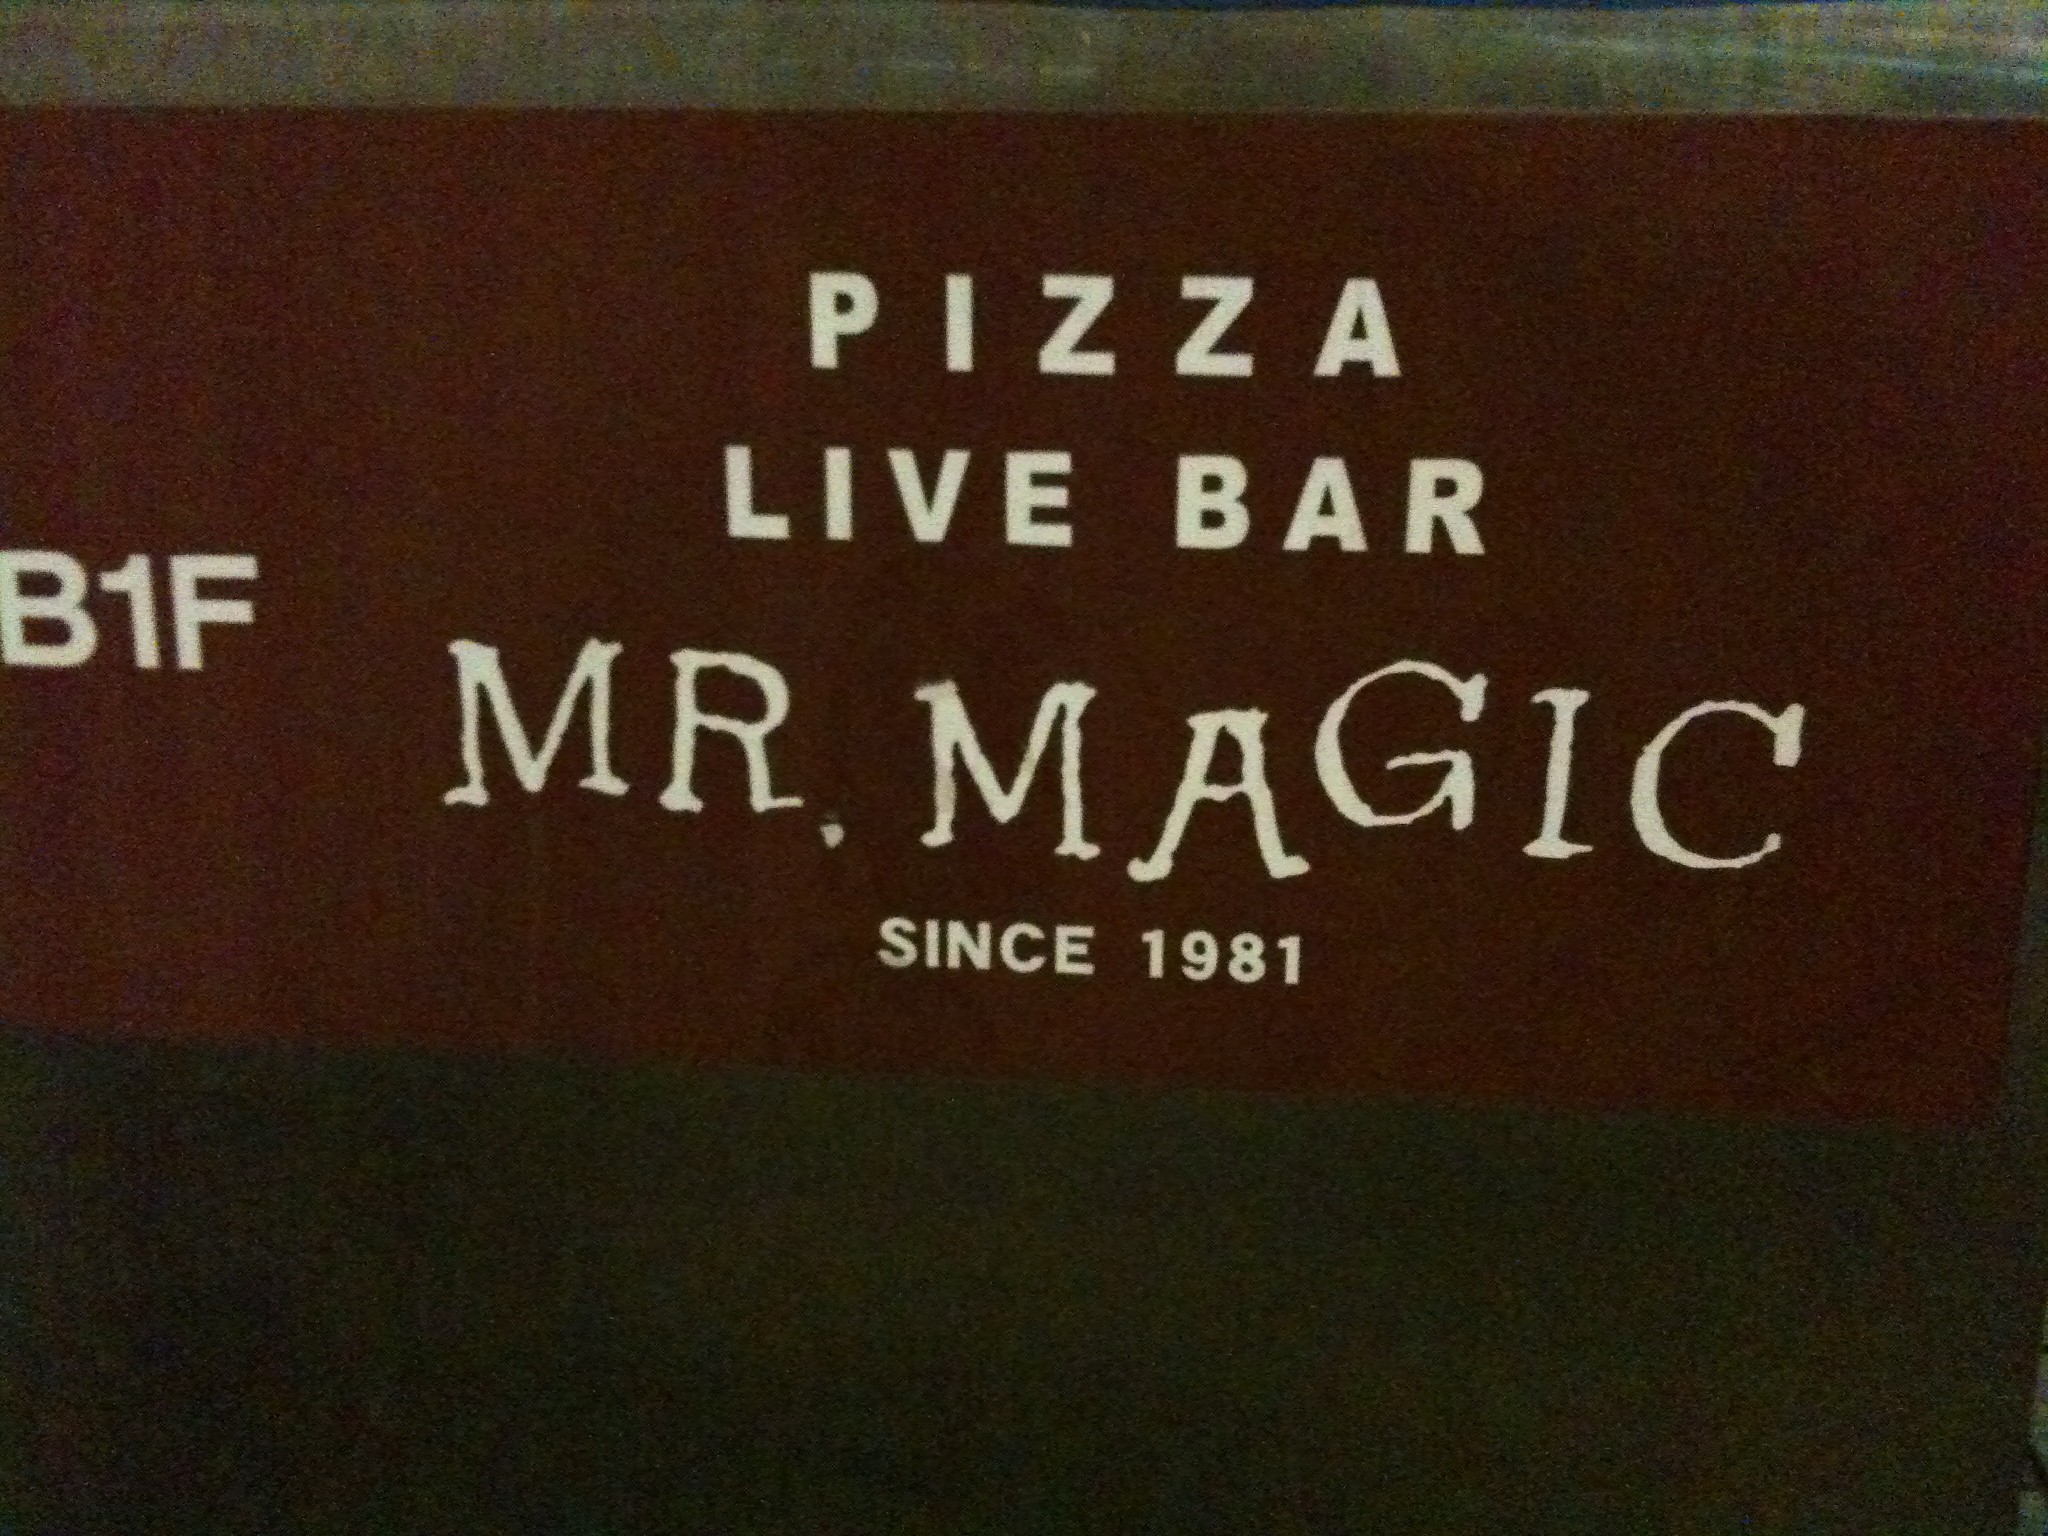 PIZZA
LIVE BAR
B1F
MR. MAGIC
SINCE 1981